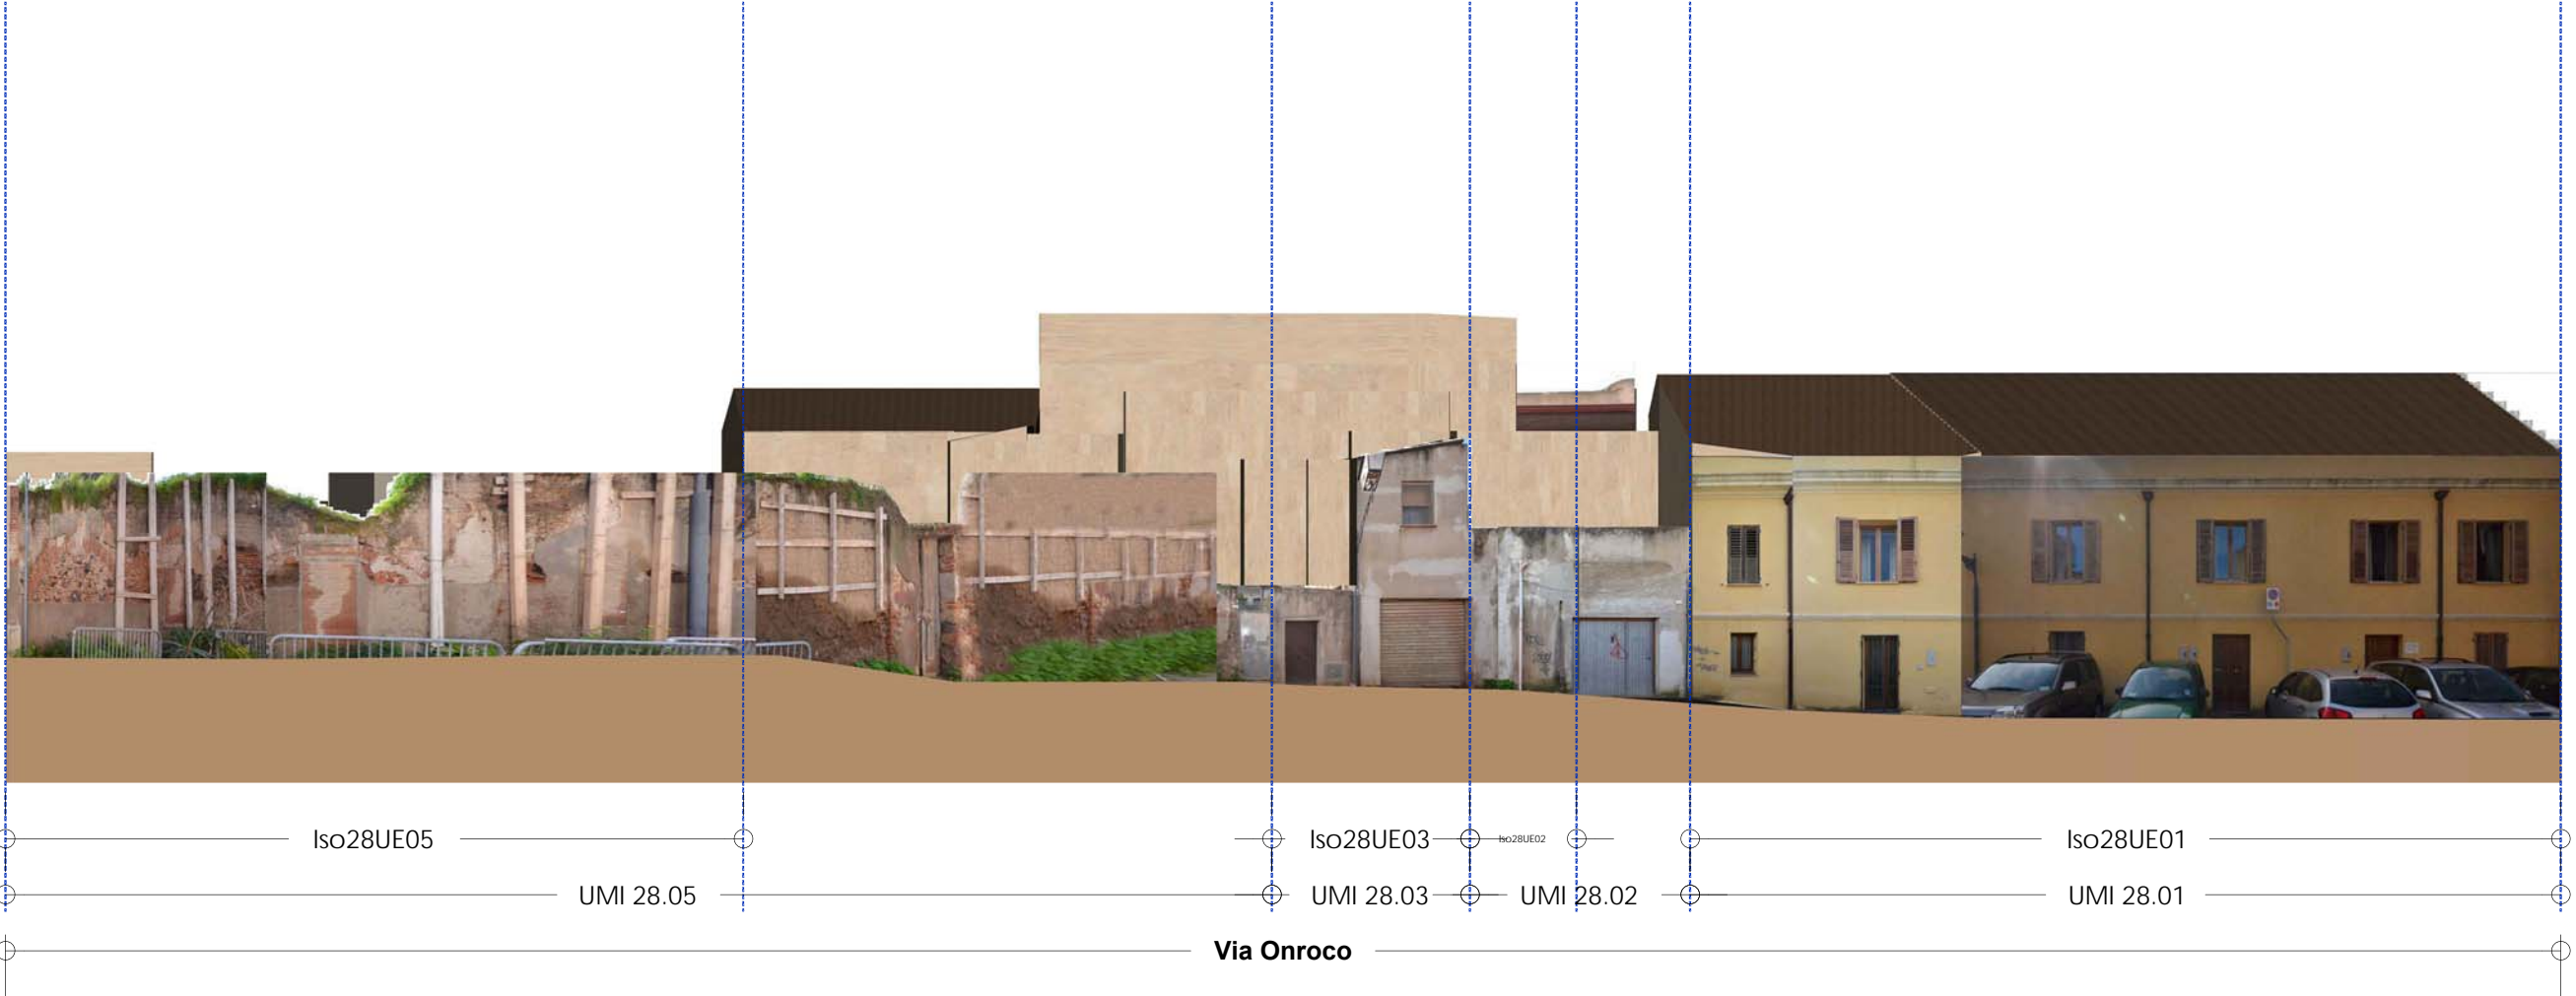 Iso28UE05 Iso28UE03 Iso28UE02 Iso28UE01
UMI 28.05 UMI 28.03 UMI 28.02 UMI 28.01
Via Onroco